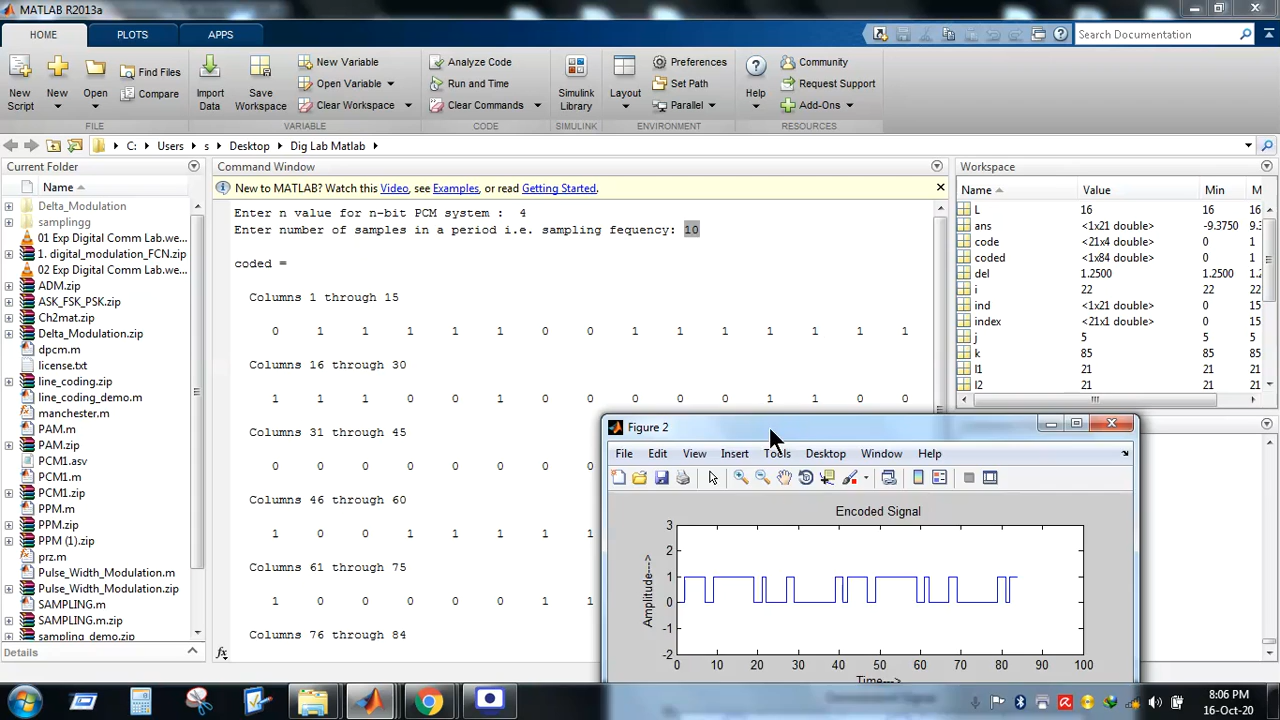 MATLAB R2013a
HOME PLOTS APPS Search Documentation
New Script New Open Find Files Compare Import Data Save Workspace New Variable Open Variable Clear Workspace Analyze Code Run and Time Clear Commands Simulink Library Layout Preferences Set Path Parallel Help Community Request Support Add-Ons
FILE VARIABLE CODE SIMULINK ENVIRONMENT RESOURCES
C: Users s Desktop Dig Lab Matlab
Current Folder
Name
Delta_Modulation
samplingg
01 Exp Digital Comm Lab.we...
1. digital_modulation_FCN.zip
02 Exp Digital Comm Lab.we...
ADM.zip
ASK_FSK_PSK.zip
Ch2mat.zip
Delta_Modulation.zip
dpcm.m
license.txt
line_coding.zip
line_coding_demo.m
manchester.m
PAM.m
PAM.zip
PCM1.asv
PCM1.m
PCM1.zip
PPM.m
PPM.zip
PPM (1).zip
prz.m
Pulse_Width_Modulation.m
Pulse_Width_Modulation.zip
SAMPLING.m
SAMPLING.m.zip
sampling_demo.zip
Details
Command Window
New to MATLAB? Watch this Video, see Examples, or read Getting Started.
Enter n value for n-bit PCM system : 4
Enter number of samples in a period i.e. sampling fequency: 10
coded =
Columns 1 through 15
0 1 1 1 1 1 0 0 1 1 1 1 1 1 1
Columns 16 through 30
1 1 1 0 0 1 0 0 0 0 0 1 1 0 0
Columns 31 through 45
0 0 0 0 0 0 0 0
Columns 46 through 60
1 0 0 1 1 1 1 1
Columns 61 through 75
1 0 0 0 0 0 1 1
Columns 76 through 84
fx
Workspace
Name Value Min M
L 16 16 16
ans <1x21 double> -9.3750 9.3
code <21x4 double> 0 1
coded <1x84 double> 0 1
del 1.2500 1.2500 1.2
i 22 22 22
ind <1x21 double> 0 15
index <21x1 double> 0 15
j 5 5 5
k 85 85 85
l1 21 21 21
l2 21 21 21
Figure 2
File Edit View Insert Tools Desktop Window Help
Encoded Signal
Amplitude--->
3
2
1
0
-1
-2
0 10 20 30 40 50 60 70 80 90 100
Time--->
8:06 PM
16-Oct-20